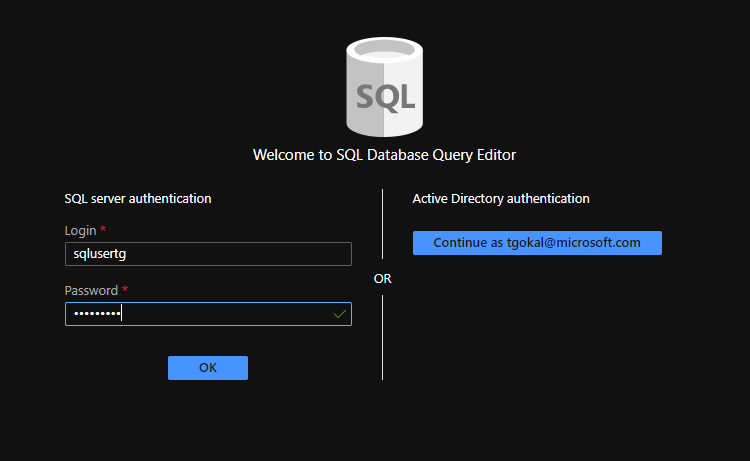 SQL
Welcome to SQL Database Query Editor
SQL server authentication
Login *
sqlusertg
Password *
•••••••••
OK
OR
Active Directory authentication
Continue as tgokal@microsoft.com